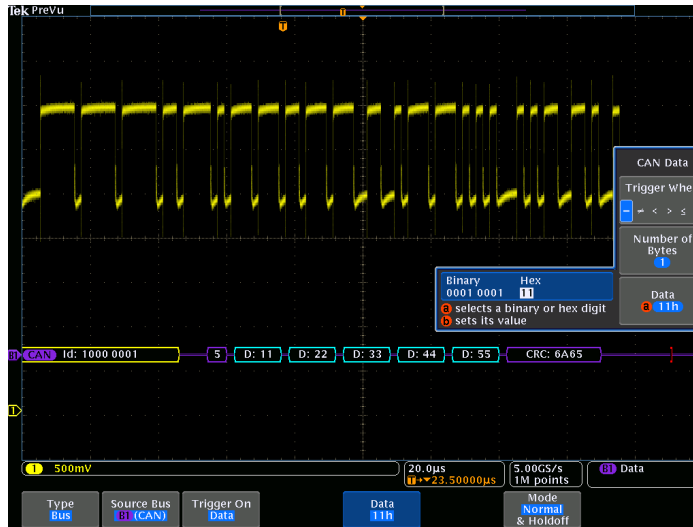 Tek PreVu
T
T
CAN Data
Trigger Whe
= ≠ < > ≤
Number of
Bytes
1
Data
a 11h
Binary Hex
0001 0001 11
a selects a binary or hex digit
b sets its value
B1 CAN Id: 1000 0001 5 D: 11 D: 22 D: 33 D: 44 D: 55 CRC: 6A65
1
1 500mV
20.0µs
T→▼23.50000µs
5.00GS/s
1M points
B1 Data
Type
Bus
Source Bus
B1 (CAN)
Trigger On
Data
Data
11h
Mode
Normal
& Holdoff